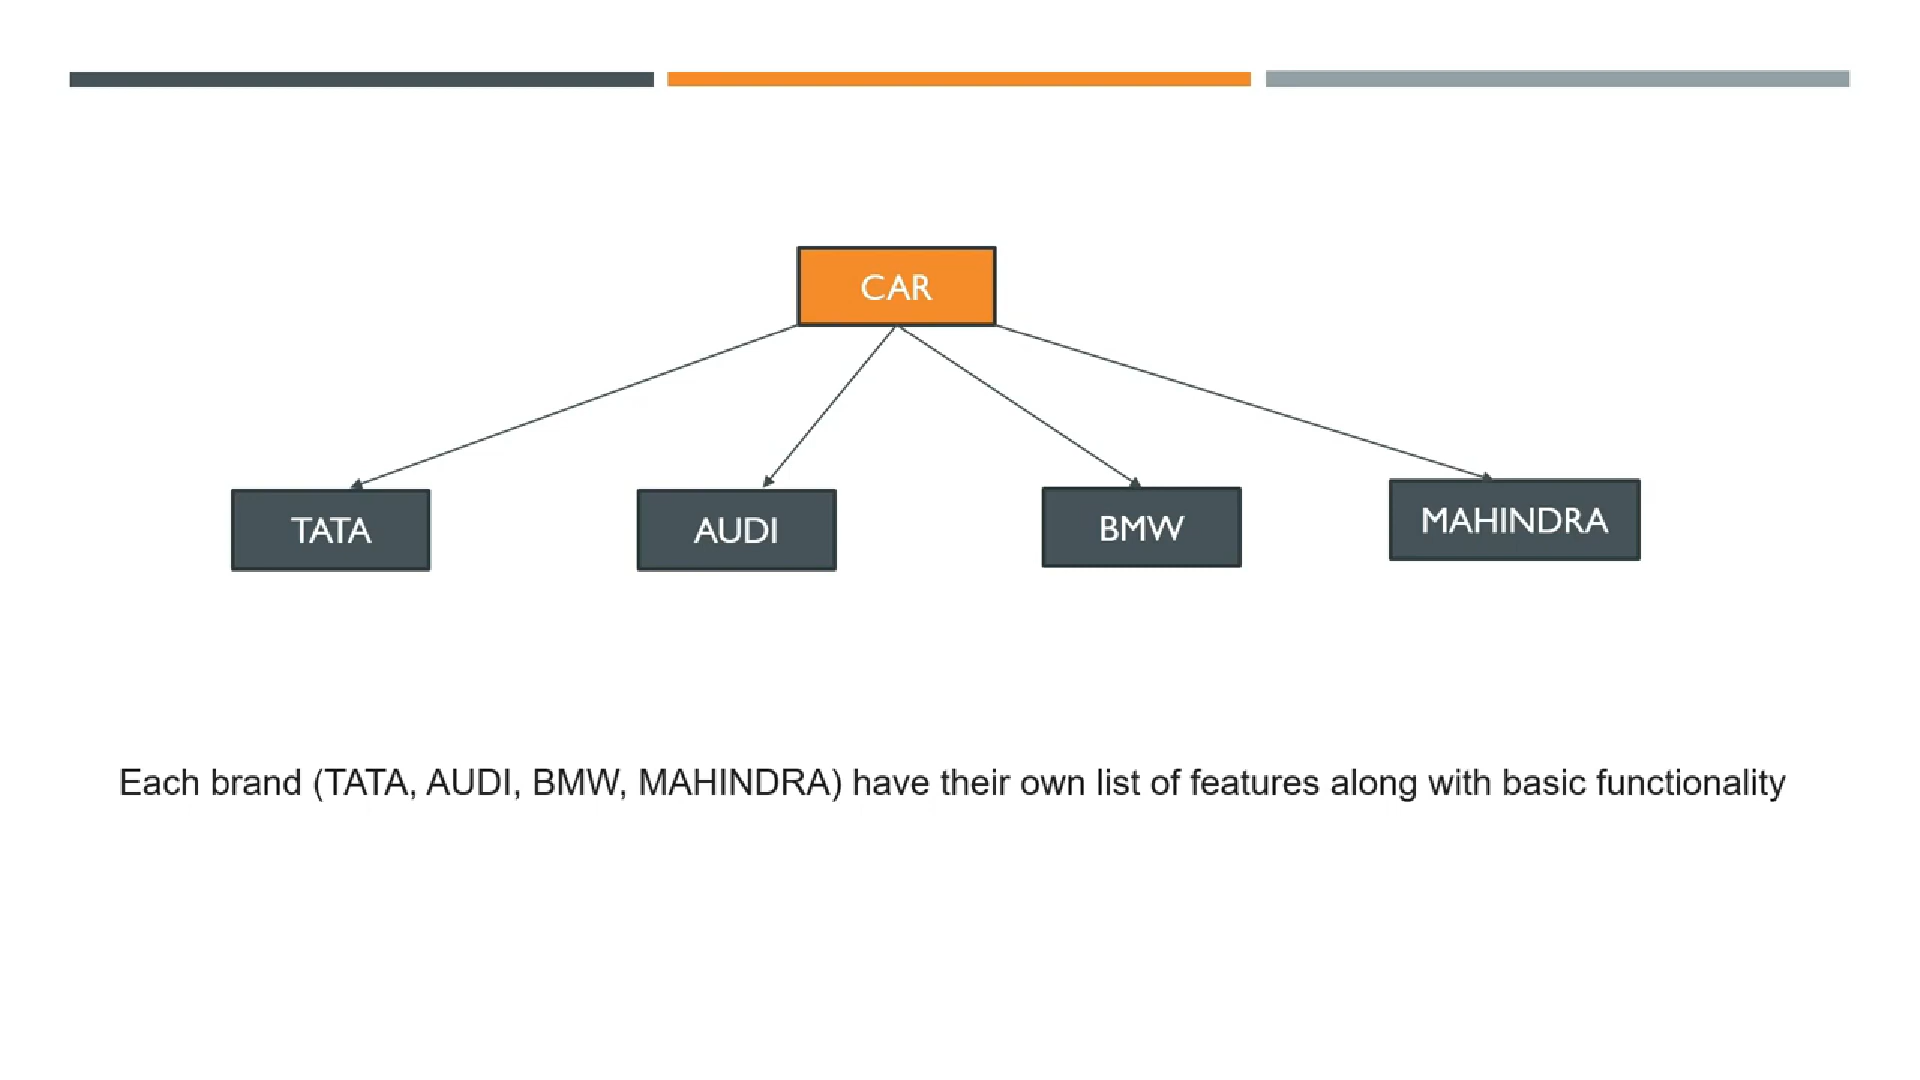 CAR
TATA
AUDI
BMW
MAHINDRA
Each brand (TATA, AUDI, BMW, MAHINDRA) have their own list of features along with basic functionality